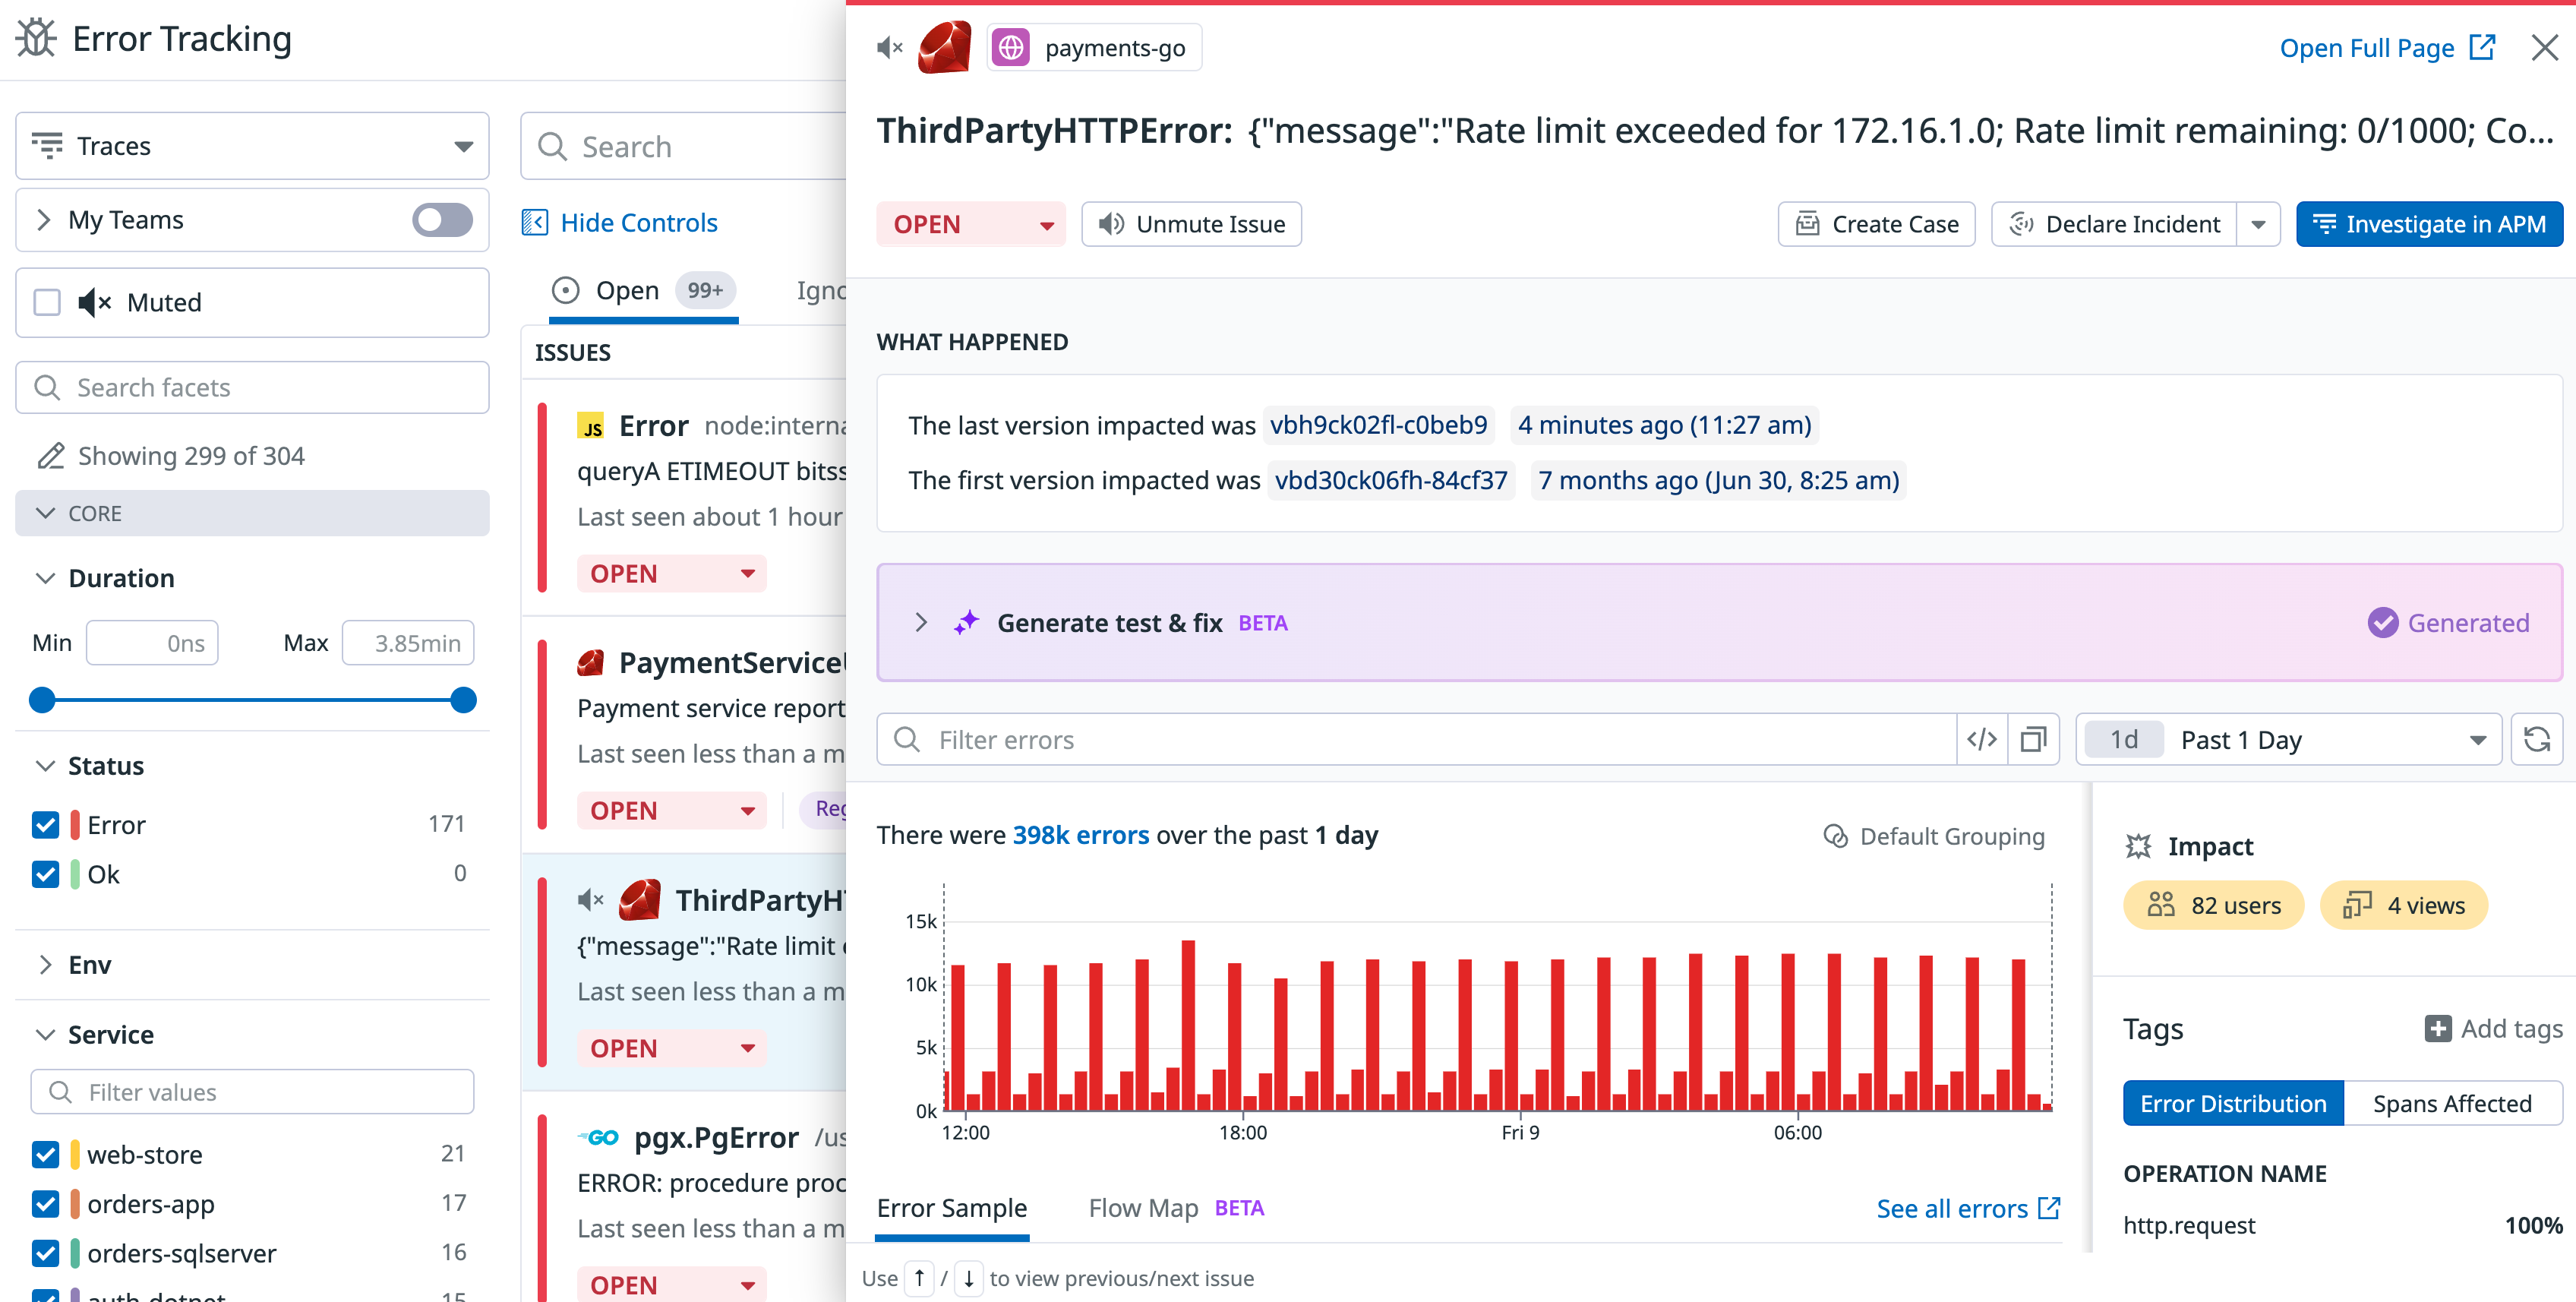 Error Tracking
Traces
My Teams
Muted
Search facets
Showing 299 of 304
CORE
Duration
Min 0ns Max 3.85min
Status
Error 171
Ok 0
Env
Service
Filter values
web-store 21
orders-app 17
orders-sqlserver 16
auth-dotnet 15
Search
Hide Controls
Open 99+ Igno
ISSUES
JS Error node:interna
queryA ETIMEOUT bitss
Last seen about 1 hour
OPEN
PaymentService
Payment service report
Last seen less than a m
OPEN Reg
ThirdPartyH
{"message":"Rate limit
Last seen less than a m
OPEN
GO pgx.PgError /us
ERROR: procedure proc
Last seen less than a m
OPEN
payments-go
Open Full Page
ThirdPartyHTTPError: {"message":"Rate limit exceeded for 172.16.1.0; Rate limit remaining: 0/1000; Co...
OPEN Unmute Issue Create Case Declare Incident Investigate in APM
WHAT HAPPENED
The last version impacted was vbh9ck02fl-c0beb9 4 minutes ago (11:27 am)
The first version impacted was vbd30ck06fh-84cf37 7 months ago (Jun 30, 8:25 am)
Generate test & fix BETA Generated
Filter errors </> 1d Past 1 Day
There were 398k errors over the past 1 day Default Grouping
15k
10k
5k
0k
12:00 18:00 Fri 9 06:00
Error Sample Flow Map BETA See all errors
Use ↑ / ↓ to view previous/next issue
Impact
82 users 4 views
Tags Add tags
Error Distribution Spans Affected
OPERATION NAME
http.request 100%